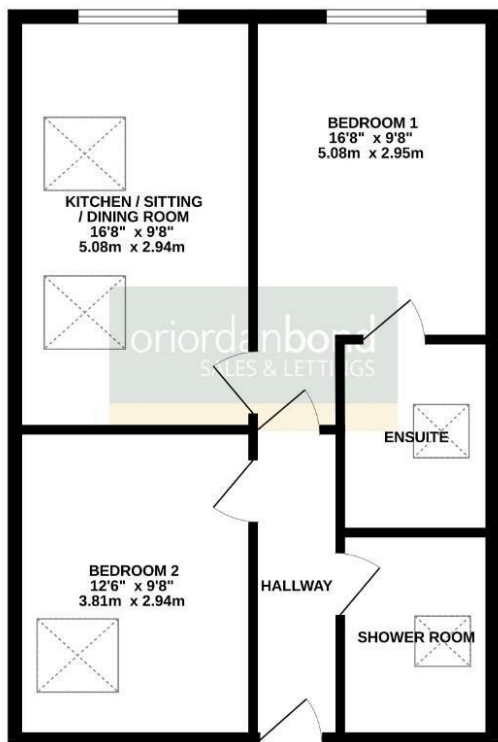 BEDROOM 1
16'8" x 9'8"
5.08m x 2.95m
KITCHEN / SITTING
/ DINING ROOM
16'8" x 9'8"
5.08m x 2.94m
oriordanbond
SALES & LETTINGS
ENSUITE
BEDROOM 2
12'6" x 9'8"
3.81m x 2.94m
HALLWAY
SHOWER ROOM